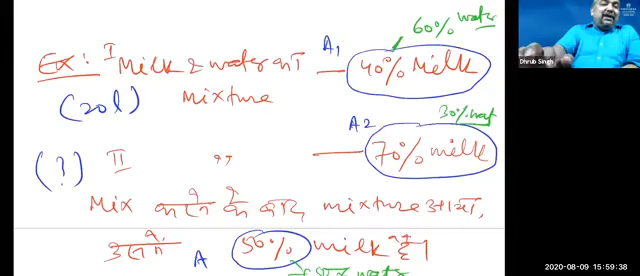 60% water
Ex: I Milk & water का A1 40% Milk
(20l) mixture
30% wat
A2
(?) II ,, 70% milk
Mix करने के बाद mixture आया,
उसमें A 50% milk है।
Dhrub Singh
2020-08-09 15:59:38